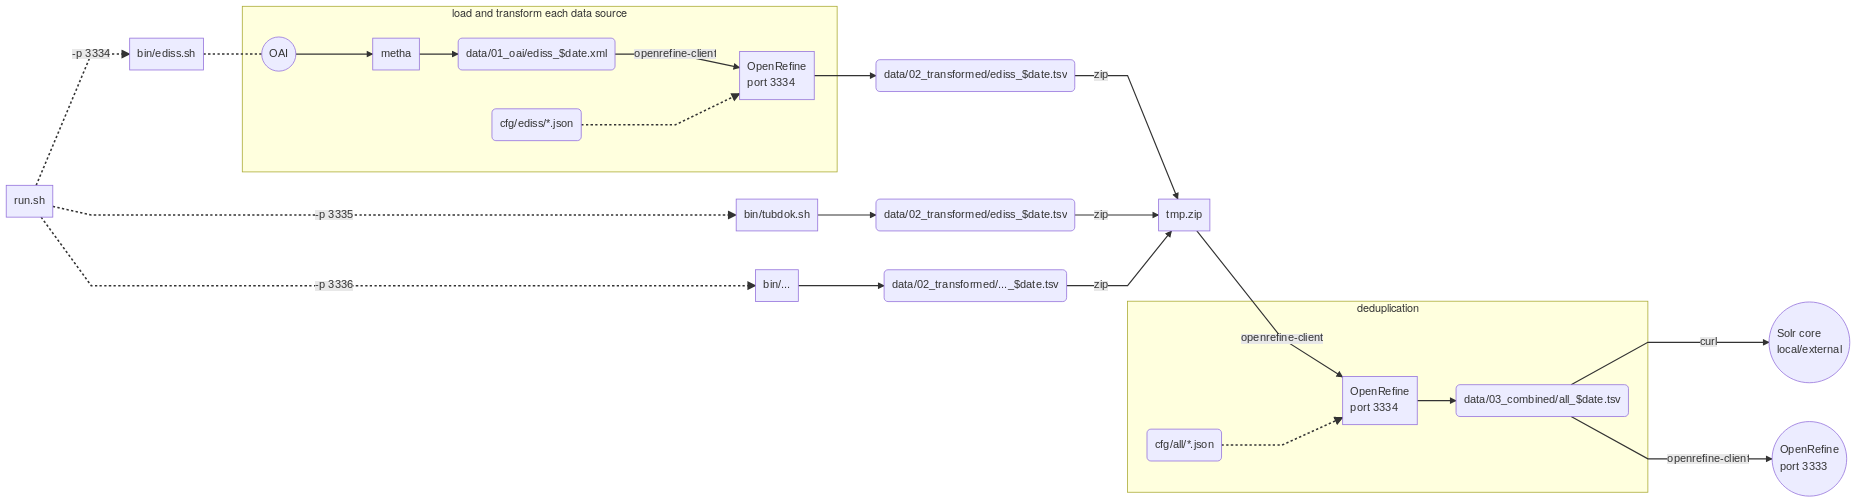 load and transform each data source
-p 3334
bin/ediss.sh
OAI
metha
data/01_oai/ediss_$date.xml
openrefine-client
OpenRefine
port 3334
cfg/ediss/*.json
data/02_transformed/ediss_$date.tsv
zip
run.sh
-p 3335
bin/tubdok.sh
data/02_transformed/ediss_$date.tsv
zip
tmp.zip
-p 3336
bin/...
data/02_transformed/..._$date.tsv
zip
deduplication
openrefine-client
OpenRefine
port 3334
cfg/all/*.json
data/03_combined/all_$date.tsv
curl
Solr core
local/external
openrefine-client
OpenRefine
port 3333